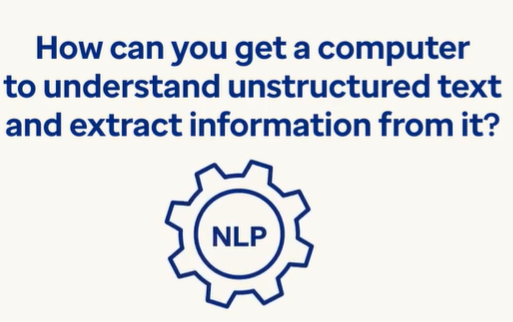 How can you get a computer
to understand unstructured text
and extract information from it?
NLP